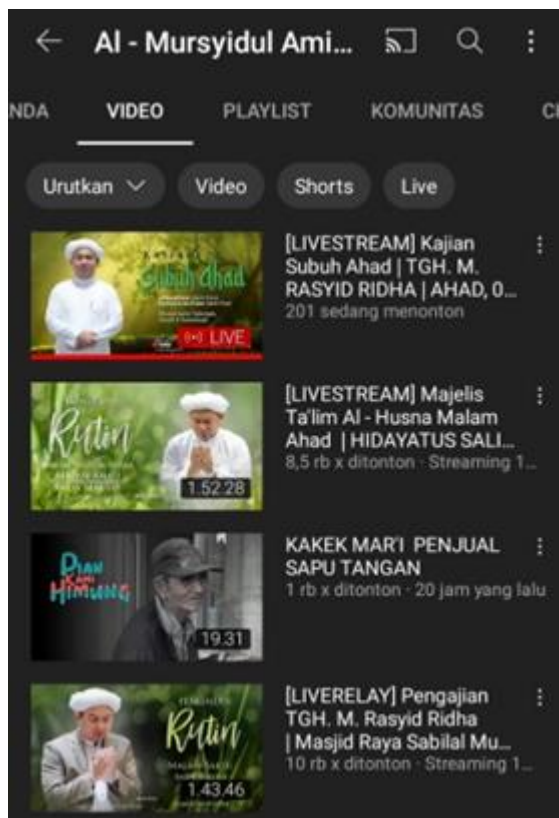 Al - Mursyidul Ami...
NDA VIDEO PLAYLIST KOMUNITAS
Urutkan Video Shorts Live
Subuh Ahad
LIVE
[LIVESTREAM] Kajian
Subuh Ahad | TGH. M.
RASYID RIDHA | AHAD, 0...
201 sedang menonton
Rutin
1.52.28
[LIVESTREAM] Majelis
Ta'lim Al - Husna Malam
Ahad | HIDAYATUS SALI...
8,5 rb x ditonton · Streaming 1...
DIAN
KAMI
HIMUNG
19.31
KAKEK MAR'I PENJUAL
SAPU TANGAN
1 rb x ditonton · 20 jam yang lalu
Rutin
1.43.46
[LIVERELAY] Pengajian
TGH. M. Rasyid Ridha
| Masjid Raya Sabilal Mu...
10 rb x ditonton · Streaming 1...